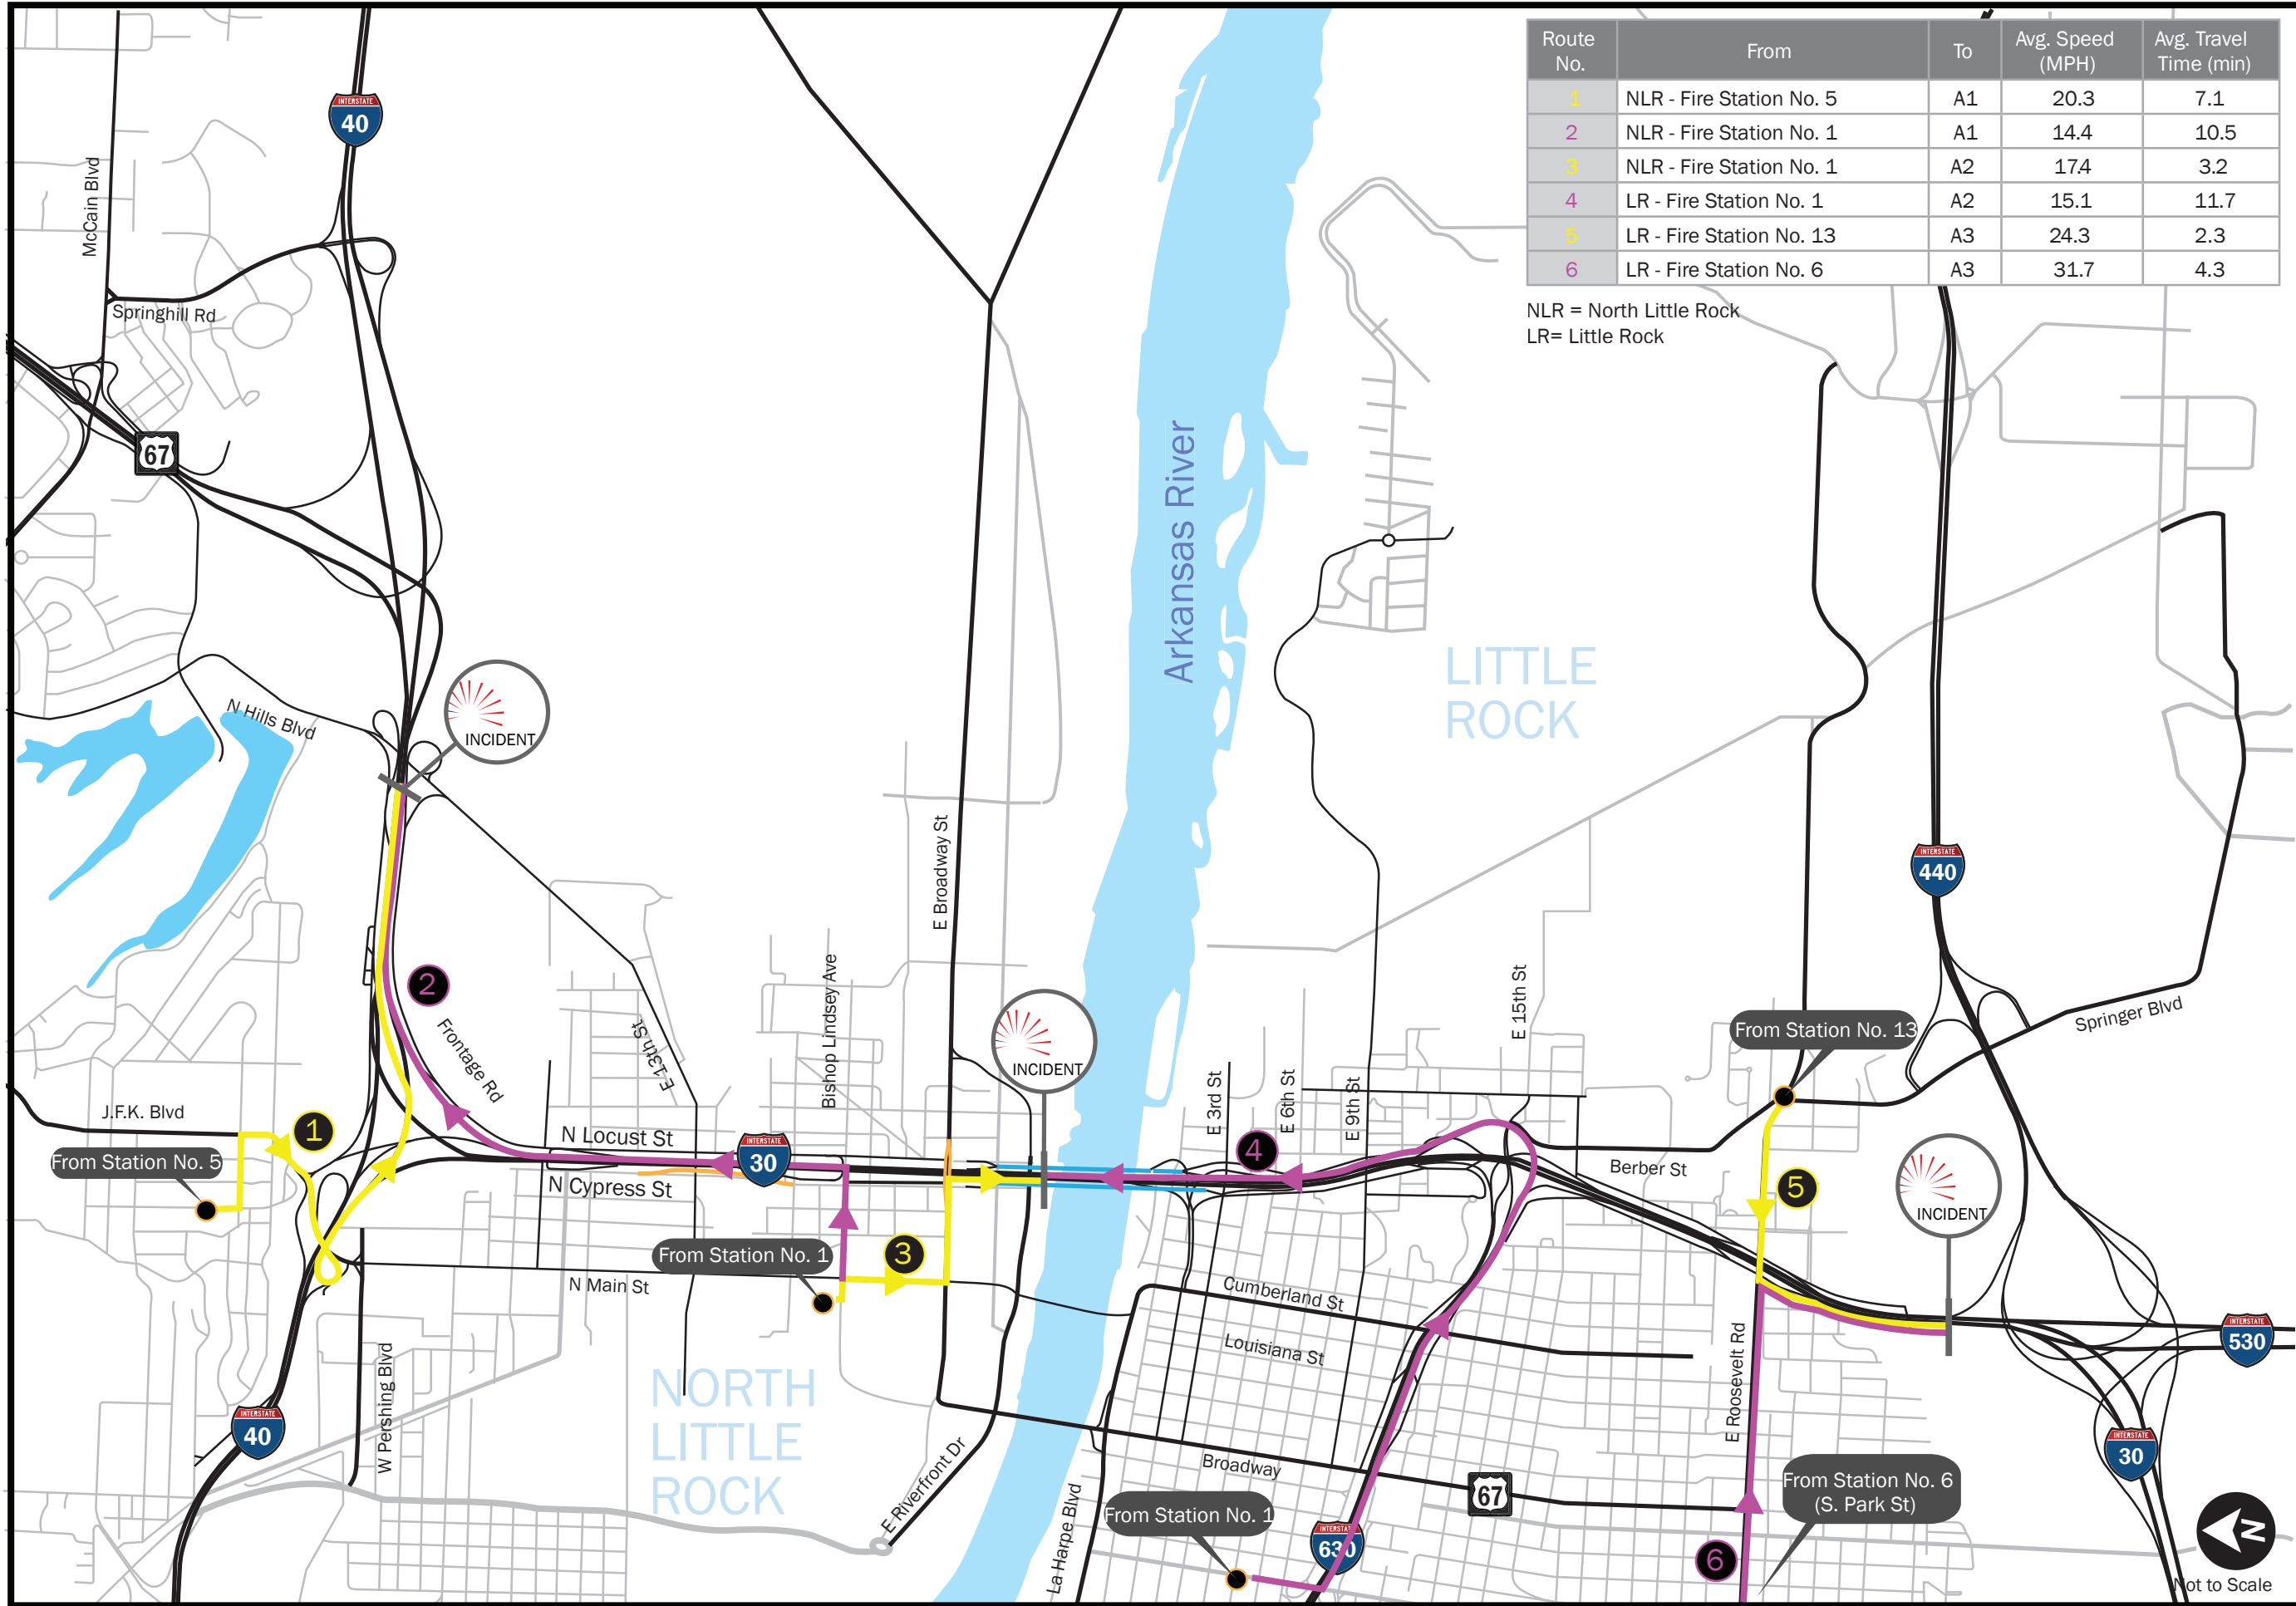 Route No. From To Avg. Speed (MPH) Avg. Travel Time (min)
1 NLR - Fire Station No. 5 A1 20.3 7.1
2 NLR - Fire Station No. 1 A1 14.4 10.5
3 NLR - Fire Station No. 1 A2 17.4 3.2
4 LR - Fire Station No. 1 A2 15.1 11.7
5 LR - Fire Station No. 13 A3 24.3 2.3
6 LR - Fire Station No. 6 A3 31.7 4.3
NLR = North Little Rock
LR= Little Rock
INTERSTATE
40
McCain Blvd
Springhill Rd
67
N Hills Blvd
INCIDENT
Arkansas River
LITTLE
ROCK
E Broadway St
INTERSTATE
440
2
Frontage Rd
E 13th St
Bishop Lindsey Ave
INCIDENT
E 15th St
From Station No. 13
Springer Blvd
J.F.K. Blvd
1
From Station No. 5
N Locust St
INTERSTATE
30
N Cypress St
E 3rd St
4
E 6th St
E 9th St
Berber St
5
INCIDENT
From Station No. 1
3
N Main St
Cumberland St
Louisiana St
E Roosevelt Rd
INTERSTATE
530
NORTH
LITTLE
ROCK
W Pershing Blvd
INTERSTATE
40
E Riverfront Dr
La Harpe Blvd
Broadway
67
From Station No. 1
INTERSTATE
630
From Station No. 6
(S. Park St)
6
INTERSTATE
30
N
Not to Scale